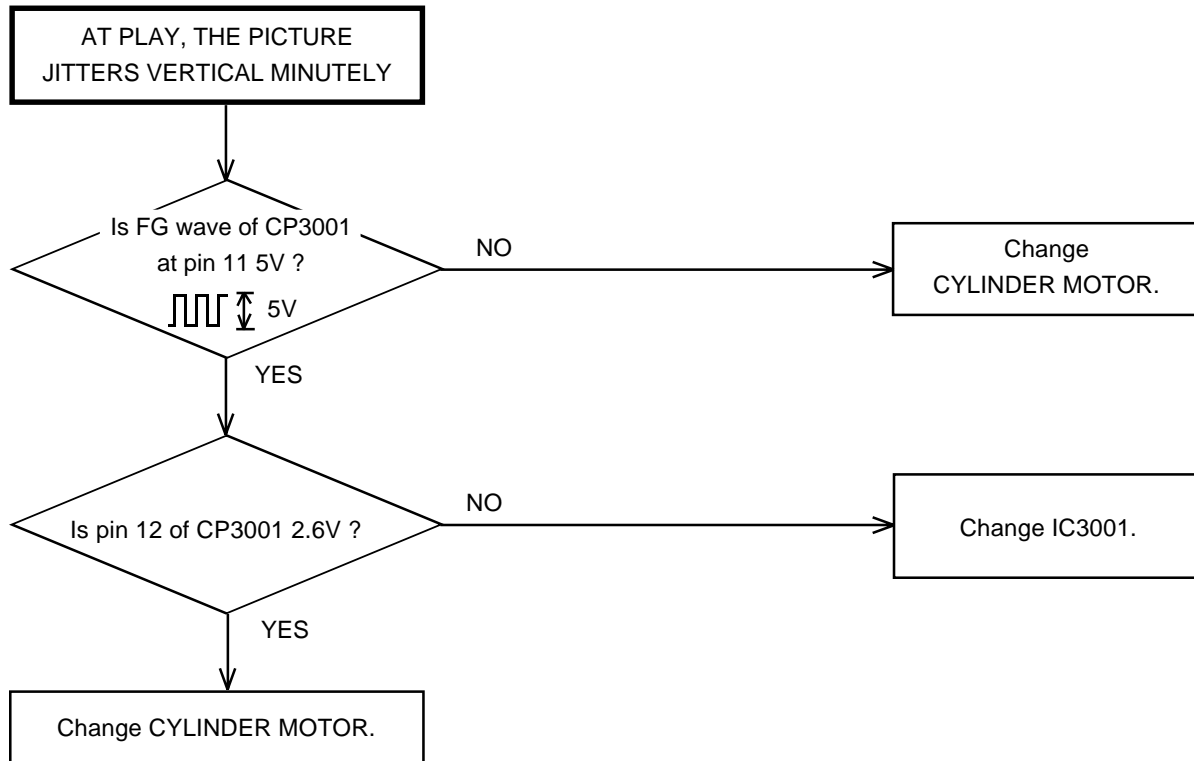 AT PLAY, THE PICTURE
JITTERS VERTICAL MINUTELY
Is FG wave of CP3001
at pin 11 5V ?
5V
NO
Change
CYLINDER MOTOR.
YES
Is pin 12 of CP3001 2.6V ?
NO
Change IC3001.
YES
Change CYLINDER MOTOR.